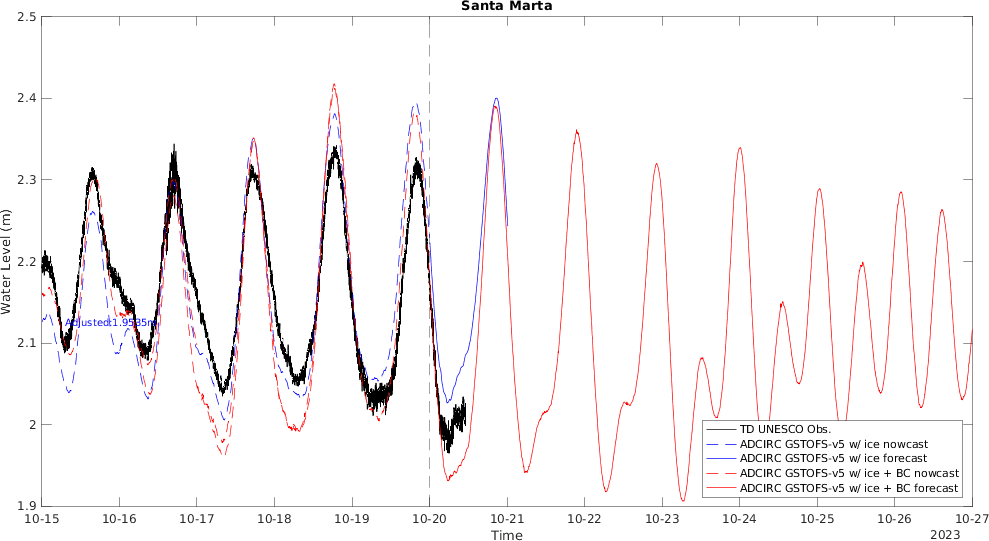 Santa Marta
2.5
2.4
2.3
2.2
2.1
2
1.9
Water Level (m)
Adjusted:1.9535m
TD UNESCO Obs.
ADCIRC GSTOFS-v5 w/ ice nowcast
ADCIRC GSTOFS-v5 w/ ice forecast
ADCIRC GSTOFS-v5 w/ ice + BC nowcast
ADCIRC GSTOFS-v5 w/ ice + BC forecast
10-15 10-16 10-17 10-18 10-19 10-20 10-21 10-22 10-23 10-24 10-25 10-26 10-27
Time
2023